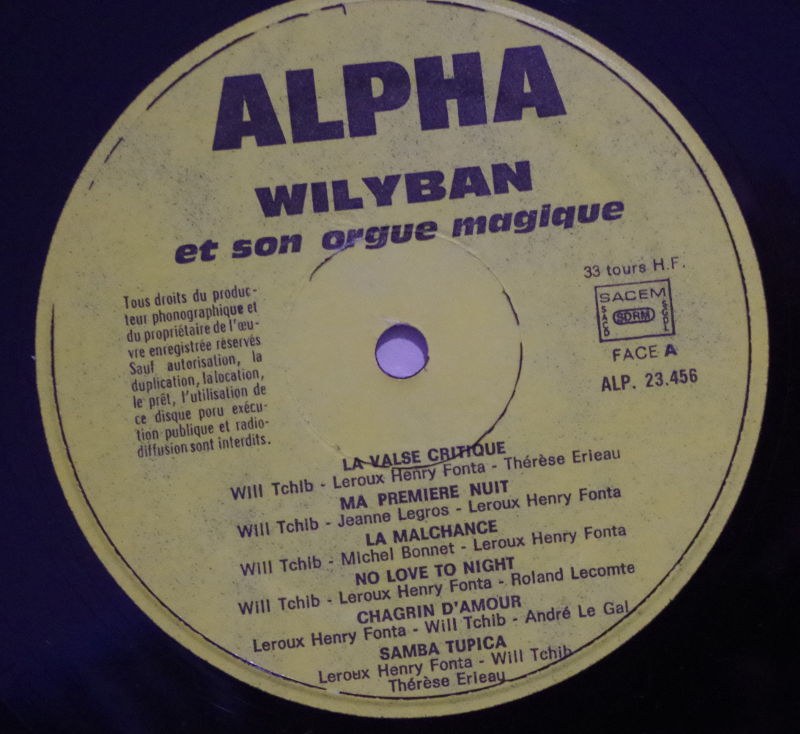 ALPHA
WILYBAN
et son orgue magique
Tous droits du produc-
teur phonographique et
du propriétaire de l'œu-
vre enregistrée réservés
Sauf autorisation, la
duplication, la location,
le prêt, l'utilisation de
ce disque poru exécu-
tion publique et radio-
diffusion sont interdits.
33 tours H.F.
SACEM
SACD
SDRM
SGDL
FACE A
ALP. 23.456
LA VALSE CRITIQUE
Will Tchib - Leroux Henry Fonta - Thérèse Erleau
MA PREMIERE NUIT
Will Tchib - Jeanne Legros - Leroux Henry Fonta
LA MALCHANCE
Will Tchib - Michel Bonnet - Leroux Henry Fonta
NO LOVE TO NIGHT
Will Tchib - Leroux Henry Fonta - Roland Lecomte
CHAGRIN D'AMOUR
Leroux Henry Fonta - Will Tchib - André Le Gal
SAMBA TUPICA
Leroux Henry Fonta - Will Tchib
Thérèse Erleau